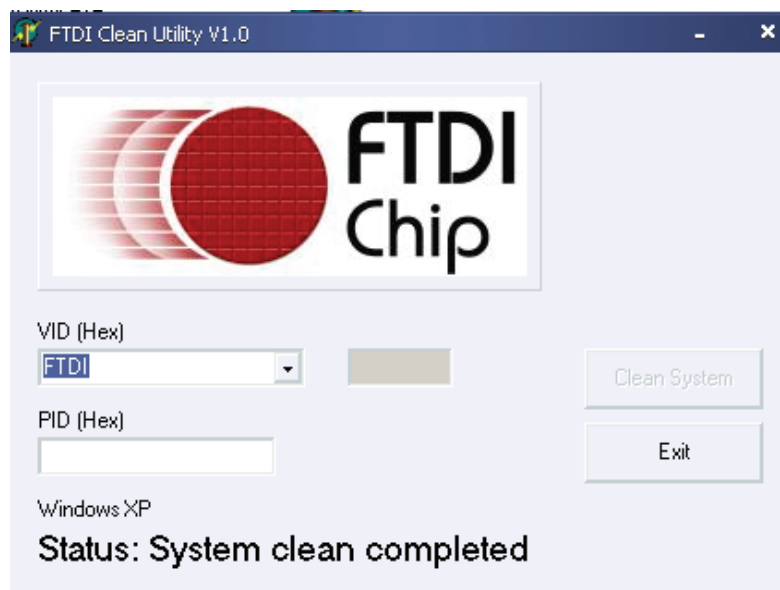 FTDI Clean Utility V1.0
FTDI
Chip
VID (Hex)
FTDI
Clean System
PID (Hex)
Exit
Windows XP
Status: System clean completed